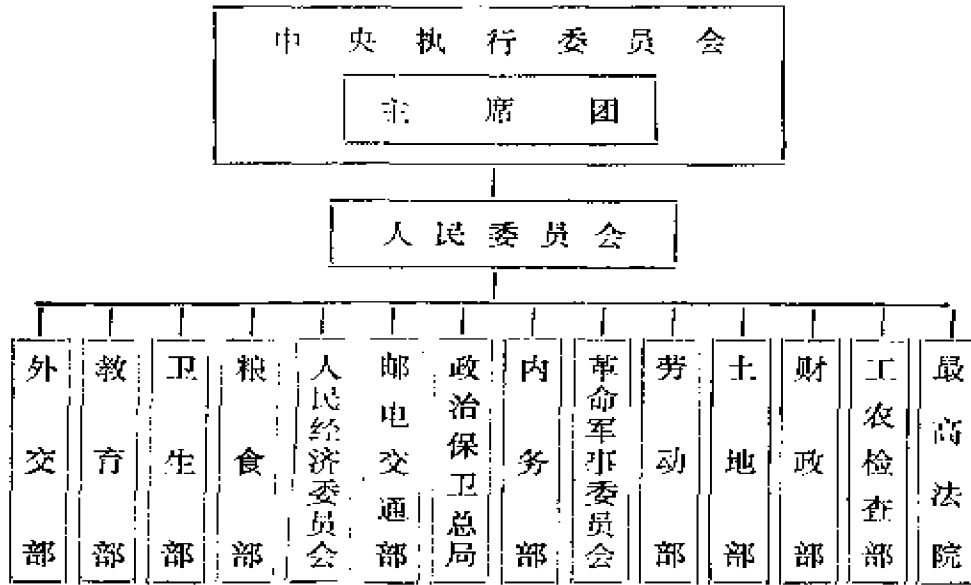 中央执行委员会
主席团
人民委员会
外交部
教育部
卫生部
粮食部
人民经济委员会
邮电交通部
政治保卫总局
内务部
革命军事委员会
劳动部
土地部
财政部
工农检查部
最高法院